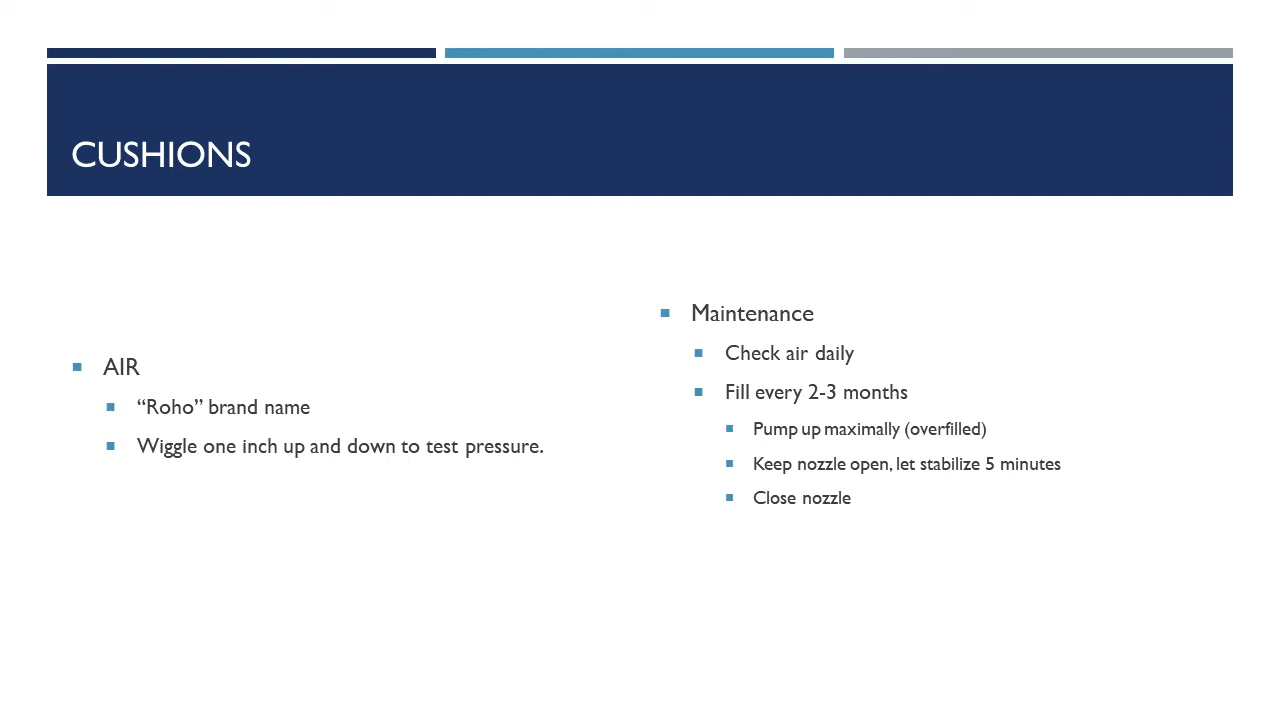 CUSHIONS
AIR
“Roho” brand name
Wiggle one inch up and down to test pressure.
Maintenance
Check air daily
Fill every 2-3 months
Pump up maximally (overfilled)
Keep nozzle open, let stabilize 5 minutes
Close nozzle